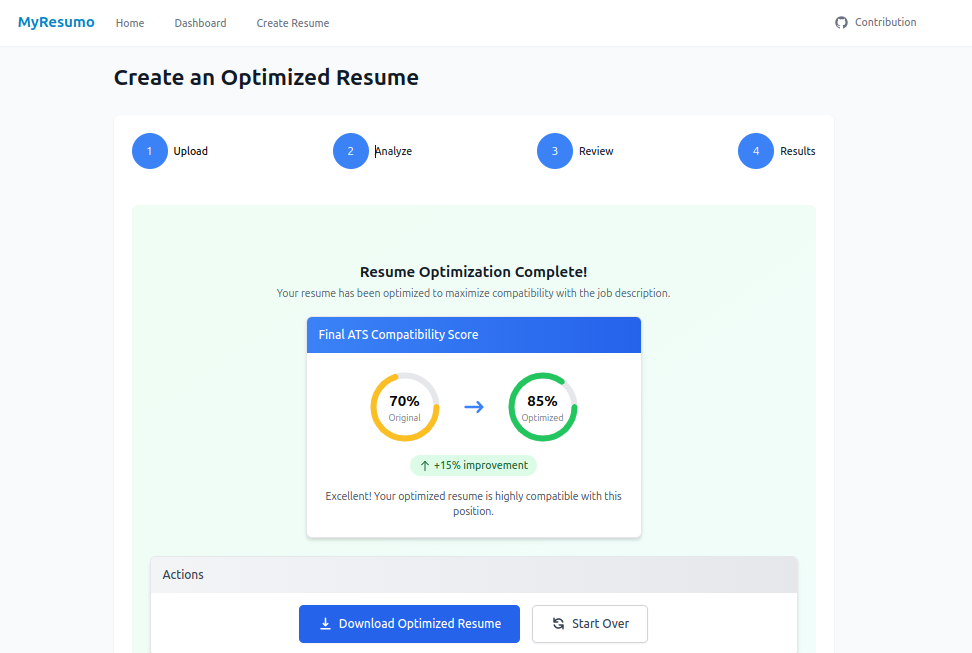 MyResumo Home Dashboard Create Resume Contribution
Create an Optimized Resume
1 Upload 2 Analyze 3 Review 4 Results
Resume Optimization Complete!
Your resume has been optimized to maximize compatibility with the job description.
Final ATS Compatibility Score
70% 85%
Original Optimized
+15% improvement
Excellent! Your optimized resume is highly compatible with this
position.
Actions
Download Optimized Resume Start Over